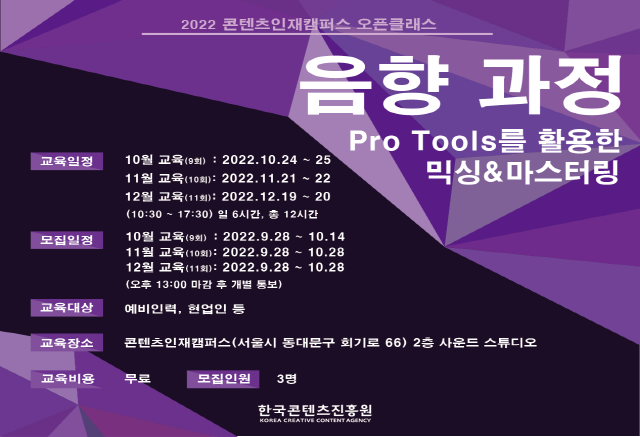 2022 콘텐츠인재캠퍼스 오픈클래스
음향 과정
Pro Tools를 활용한
믹싱&마스터링
교육일정 10월 교육(9회) : 2022.10.24 ~ 25
11월 교육(10회): 2022.11.21 ~ 22
12월 교육(11회): 2022.12.19 ~ 20
(10:30 ~ 17:30) 일 6시간, 총 12시간
모집일정 10월 교육(9회) : 2022.9.28 ~ 10.14
11월 교육(10회): 2022.9.28 ~ 10.28
12월 교육(11회): 2022.9.28 ~ 10.28
(오후 13:00 마감 후 개별 통보)
교육대상 예비인력, 현업인 등
교육장소 콘텐츠인재캠퍼스(서울시 동대문구 회기로 66) 2층 사운드 스튜디오
교육비용 무료 모집인원 3명
한국콘텐츠진흥원
KOREA CREATIVE CONTENT AGENCY